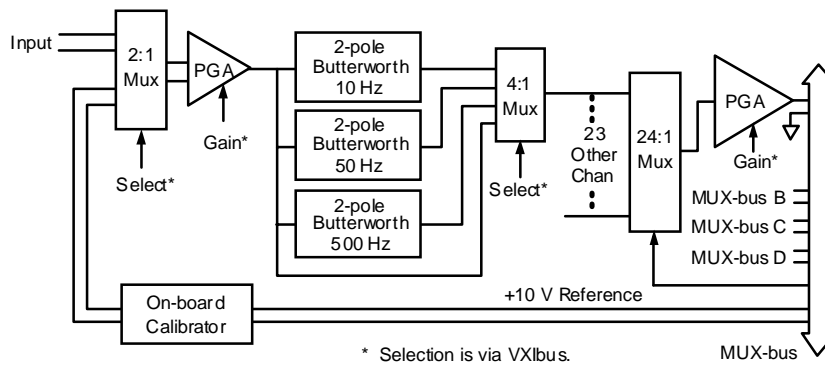 Input
2:1
Mux
Select*
PGA
Gain*
2-pole
Butterworth
10 Hz
2-pole
Butterworth
50 Hz
2-pole
Butterworth
500 Hz
4:1
Mux
Select*
23
Other
Chan
24:1
Mux
PGA
Gain*
MUX-bus B
MUX-bus C
MUX-bus D
On-board
Calibrator
+10 V Reference
* Selection is via VXIbus.
MUX-bus